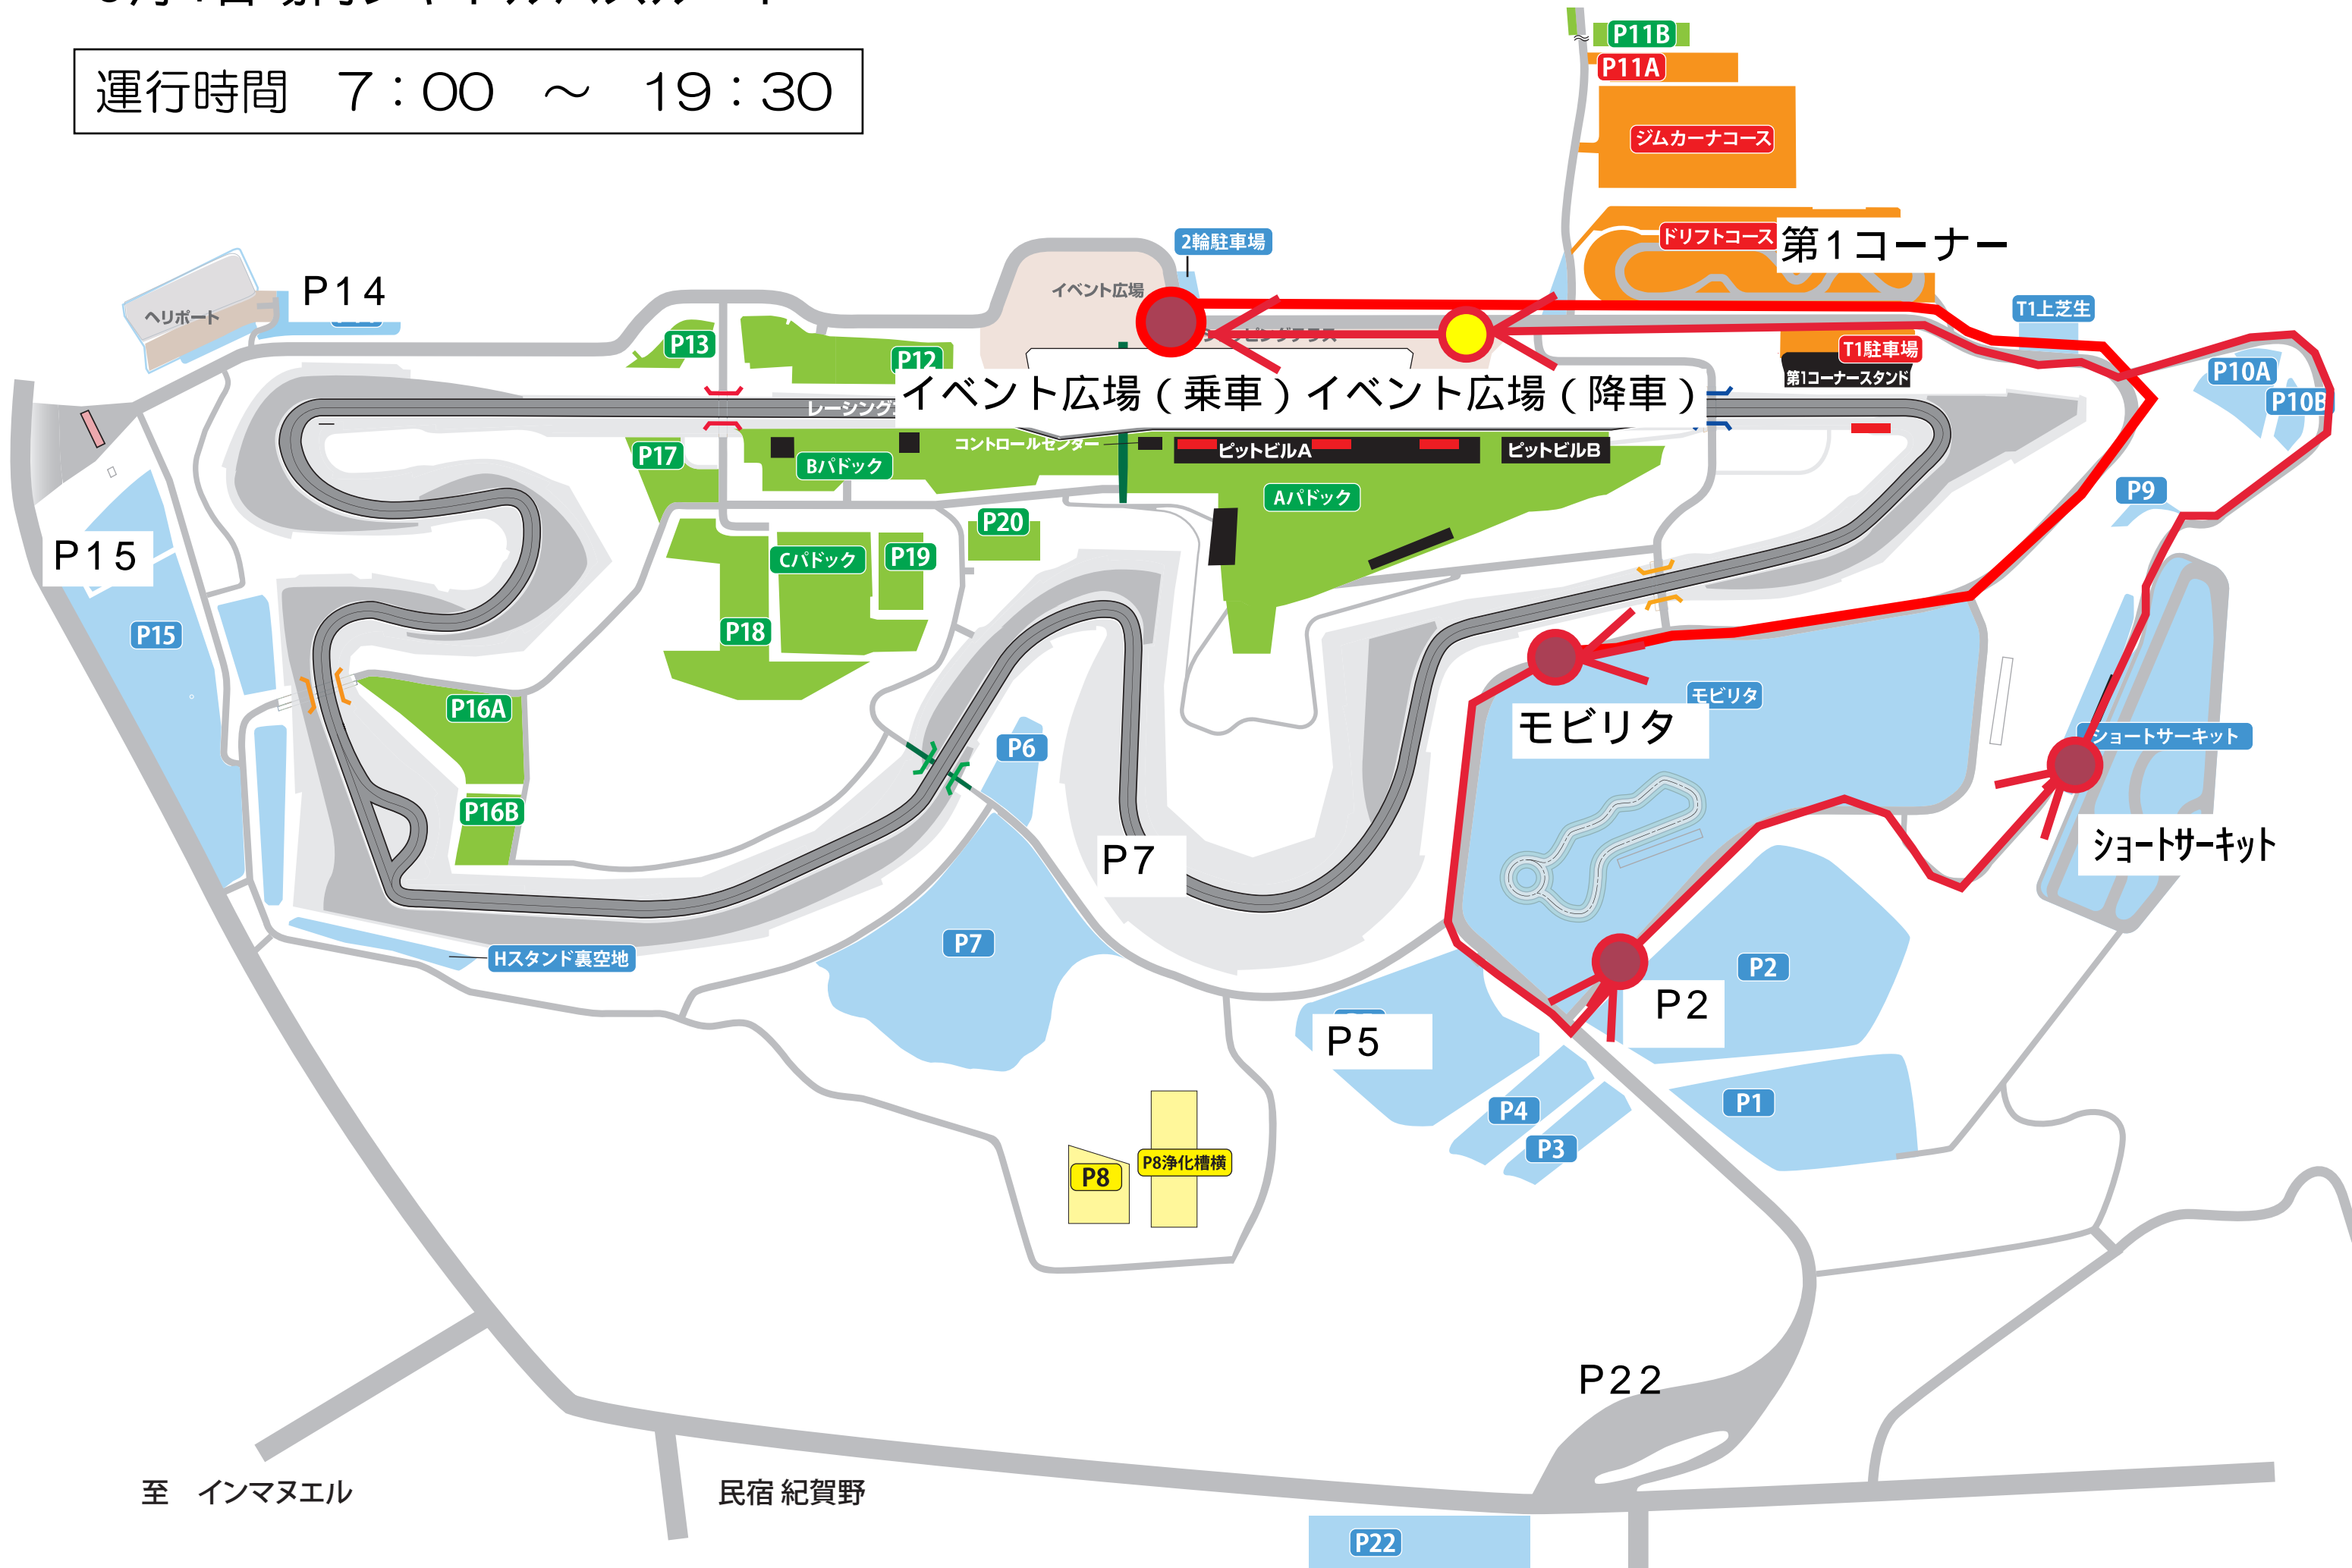 運行時間　7：00　～　19：30
P11B
P11A
ジムカーナコース
ドリフトコース
第1コーナー
2輪駐車場
イベント広場
ヘリポート
P14
T1上芝生
P13
P12
T1駐車場
第1コーナースタンド
P10A
P10B
イベント広場（乗車）
イベント広場（降車）
レーシング
コントロールセンター
ピットビルA
ピットビルB
P17
Bパドック
Aパドック
P9
P20
P15
Cパドック
P19
P15
P18
P16A
モビリタ
モビリタ
P6
ショートサーキット
P16B
ショートサーキット
P7
P7
Hスタンド裏空地
P2
P2
P5
P4
P1
P3
P8
P8浄化槽横
P22
至　インマヌエル
民宿 紀賀野
P22